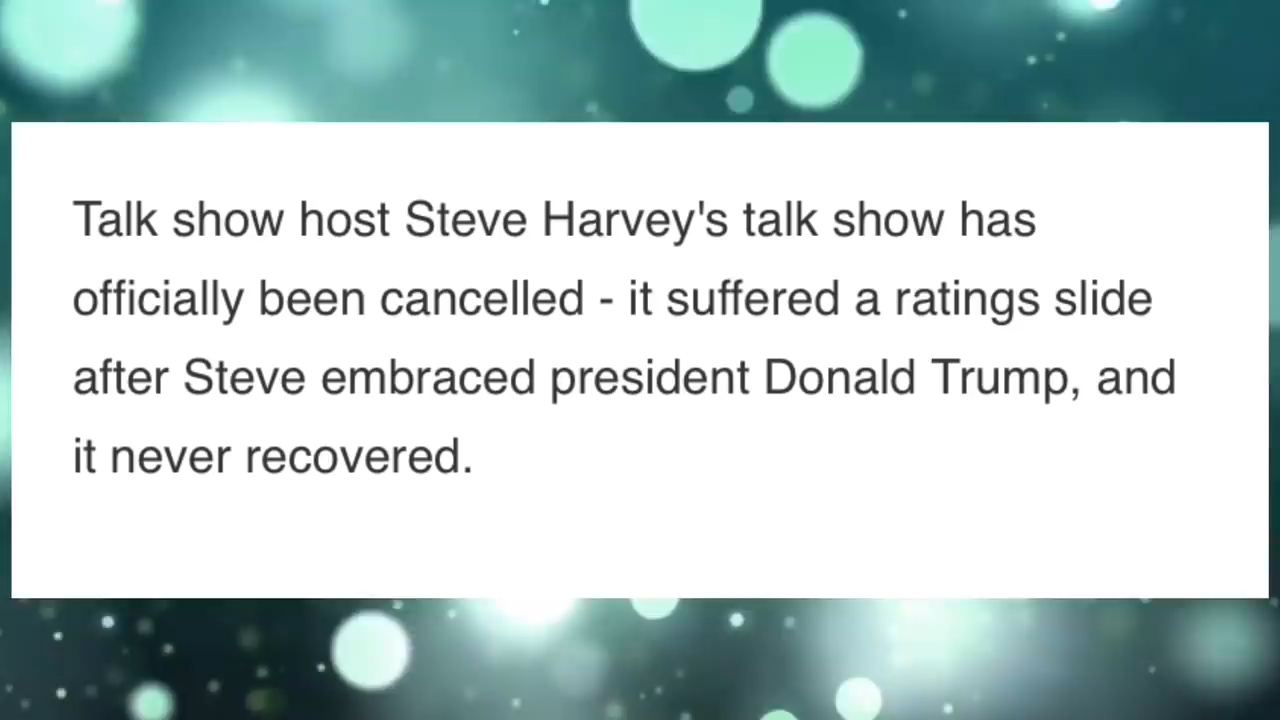 Talk show host Steve Harvey's talk show has
officially been cancelled - it suffered a ratings slide
after Steve embraced president Donald Trump, and
it never recovered.